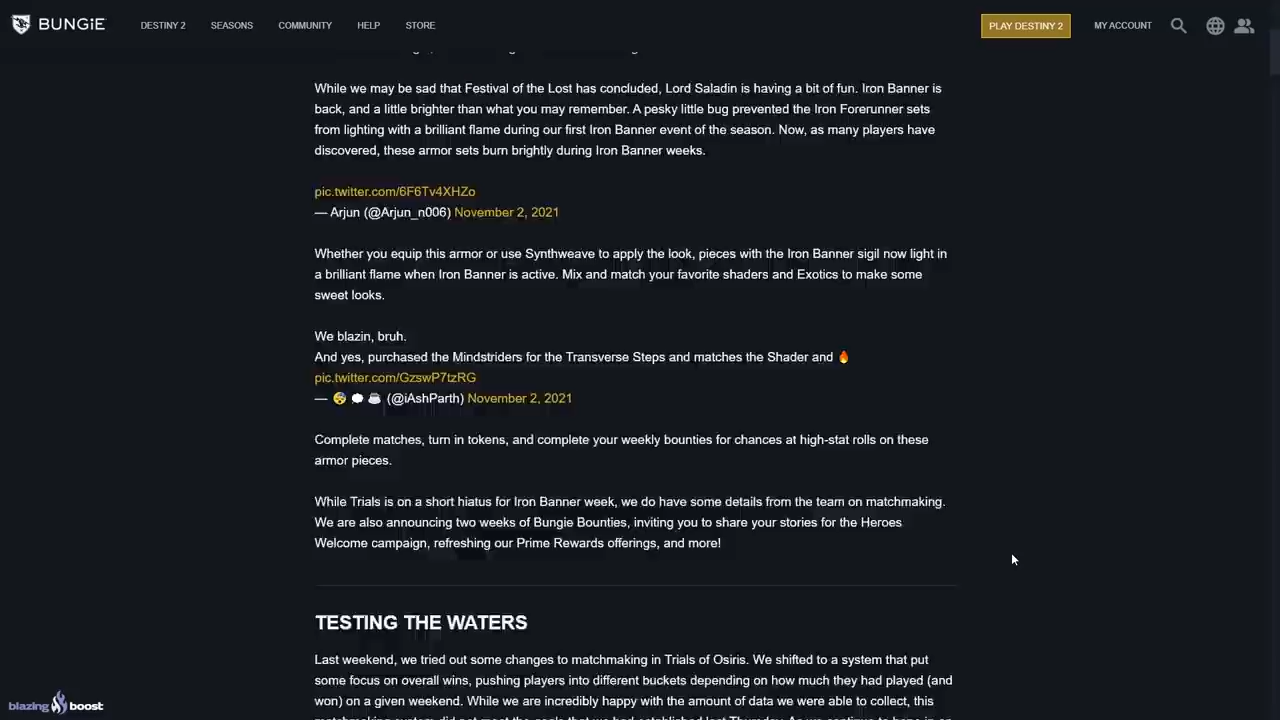 BUNGiE
DESTINY 2
SEASONS
COMMUNITY
HELP
STORE
PLAY DESTINY 2
MY ACCOUNT
While we may be sad that Festival of the Lost has concluded, Lord Saladin is having a bit of fun. Iron Banner is
back, and a little brighter than what you may remember. A pesky little bug prevented the Iron Forerunner sets
from lighting with a brilliant flame during our first Iron Banner event of the season. Now, as many players have
discovered, these armor sets burn brightly during Iron Banner weeks.
pic.twitter.com/6F6Tv4XHZo
— Arjun (@Arjun_n006) November 2, 2021
Whether you equip this armor or use Synthweave to apply the look, pieces with the Iron Banner sigil now light in
a brilliant flame when Iron Banner is active. Mix and match your favorite shaders and Exotics to make some
sweet looks.
We blazin, bruh.
And yes, purchased the Mindstriders for the Transverse Steps and matches the Shader and 🔥
pic.twitter.com/GzswP7tzRG
— (@iAshParth) November 2, 2021
Complete matches, turn in tokens, and complete your weekly bounties for chances at high-stat rolls on these
armor pieces.
While Trials is on a short hiatus for Iron Banner week, we do have some details from the team on matchmaking.
We are also announcing two weeks of Bungie Bounties, inviting you to share your stories for the Heroes
Welcome campaign, refreshing our Prime Rewards offerings, and more!
TESTING THE WATERS
Last weekend, we tried out some changes to matchmaking in Trials of Osiris. We shifted to a system that put
some focus on overall wins, pushing players into different buckets depending on how much they had played (and
won) on a given weekend. While we are incredibly happy with the amount of data we were able to collect, this
blazing boost